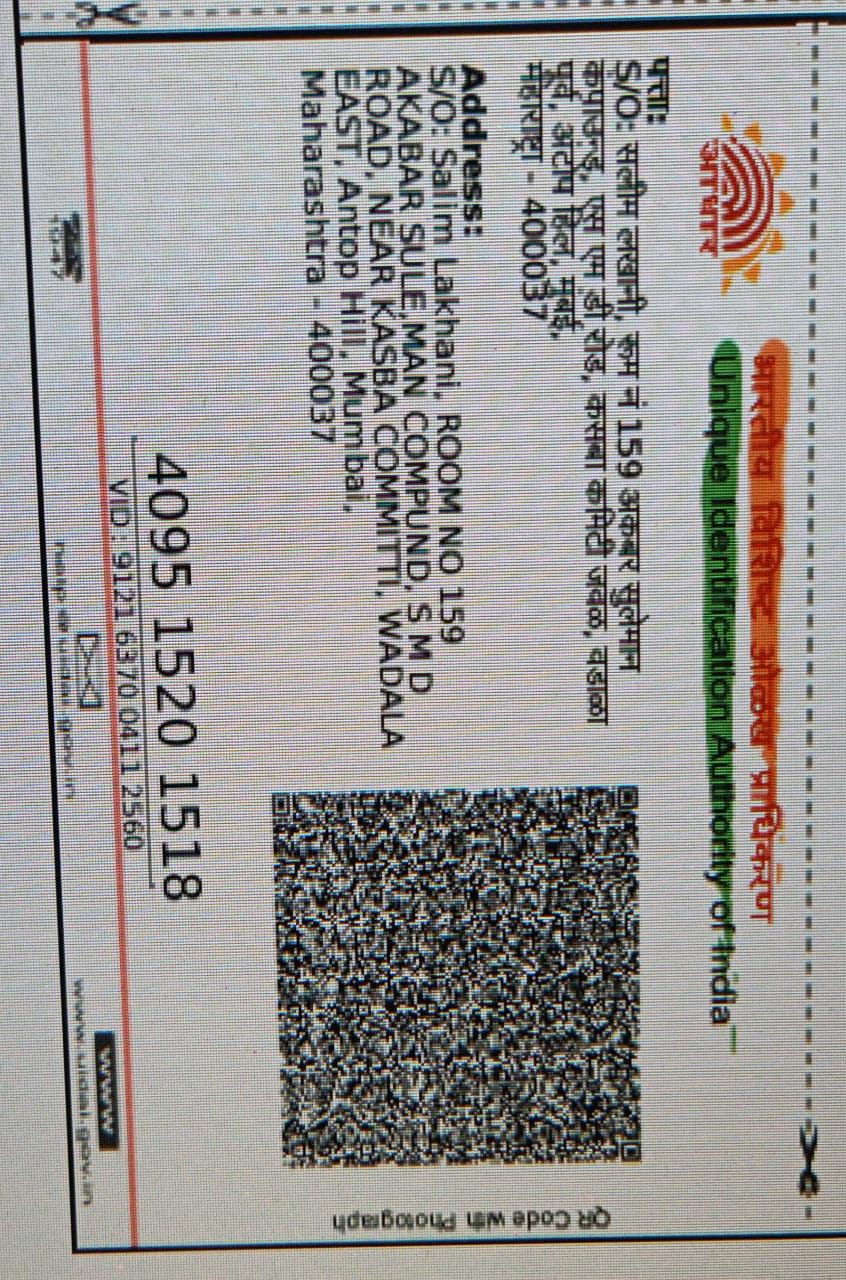 आधार
भारतीय विशिष्ट ओळख प्राधिकरण
Unique Identification Authority of India
पत्ता:
S/O: सलीम लखानी, रूम नं 159 अकबर सुलेमान
कंपाऊन्ड, एस एम डी रोड, कसबा कमिटी जवळ, वडाळा
पूर्व, अंटोप हिल, मुंबई,
महाराष्ट्र - 400037
Address:
S/O: Salim Lakhani, ROOM NO 159
AKABAR SULE,MAN COMPUND, S M D
ROAD, NEAR KASBA COMMITTI, WADALA
EAST, Antop Hill, Mumbai,
Maharashtra - 400037
QR Code with Photograph
4095 1520 1518
VID : 9121 6370 0411 2560
1947
help@uidai.gov.in
www
www.uidai.gov.in